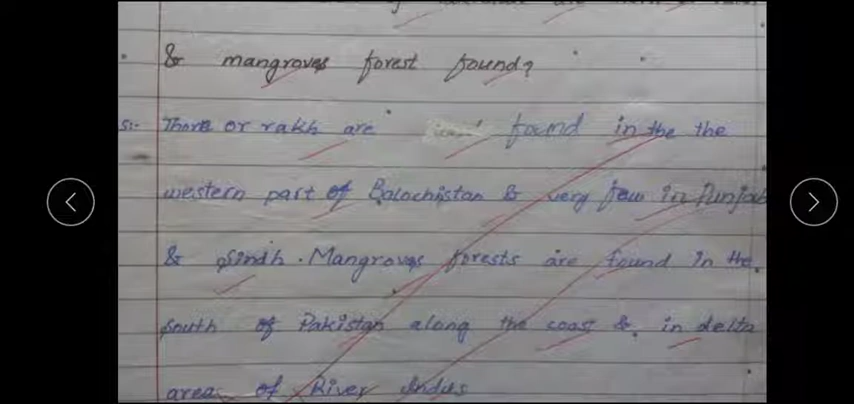 & mangroves forest found?
S:- Thorn or rakh are found in the the
western part of Balochistan & very few in Punjab
& Sindh. Mangroves forests are found in the
south of Pakistan along the coast & in delta
areas of River Indus